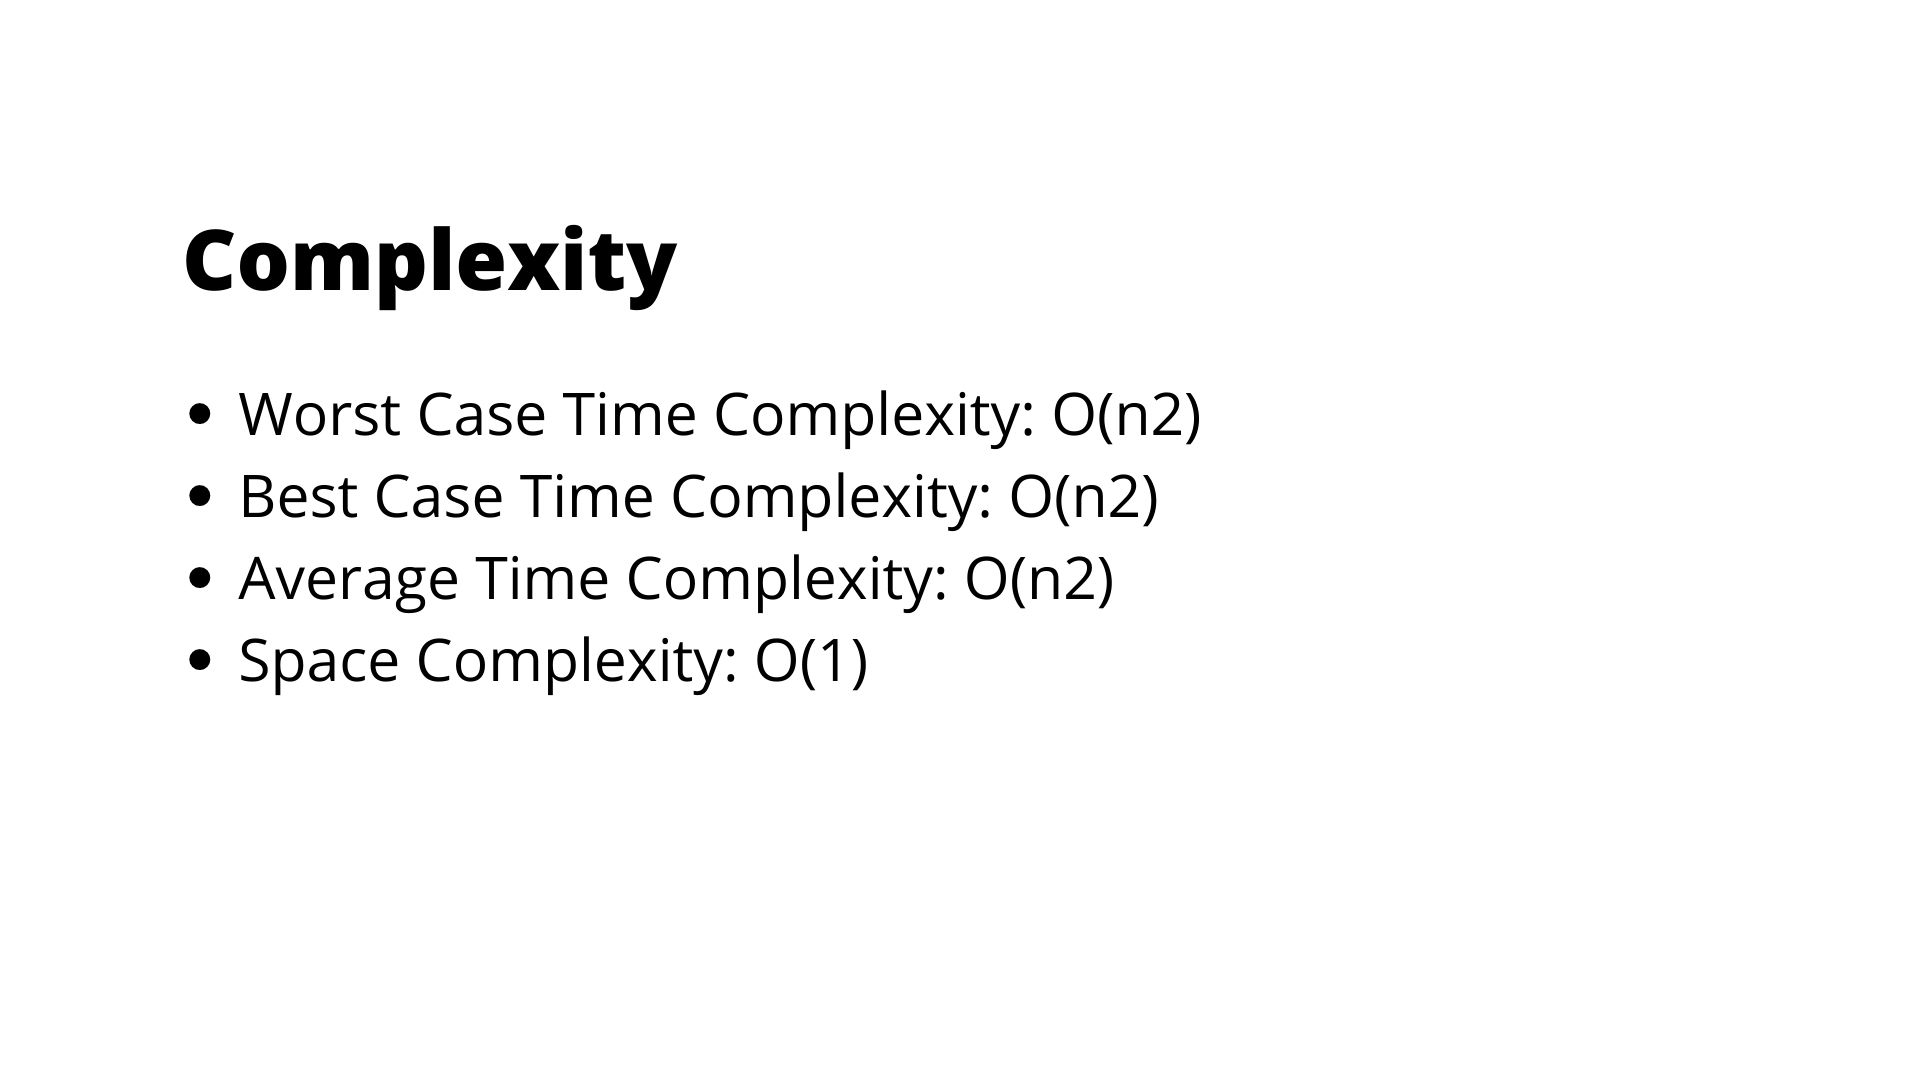 Complexity
• Worst Case Time Complexity: O(n2)
• Best Case Time Complexity: O(n2)
• Average Time Complexity: O(n2)
• Space Complexity: O(1)